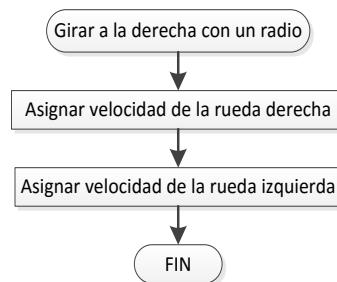 Girar a la derecha con un radio
Asignar velocidad de la rueda derecha
Asignar velocidad de la rueda izquierda
FIN